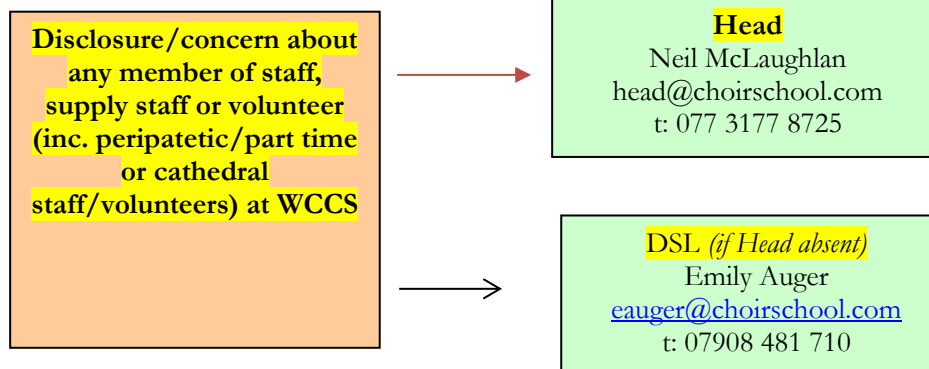 Disclosure/concern about
any member of staff,
supply staff or volunteer
(inc. peripatetic/part time
or cathedral
staff/volunteers) at WCCS
Head
Neil McLaughlan
head@choirschool.com
t: 077 3177 8725
DSL (if Head absent)
Emily Auger
eauger@choirschool.com
t: 07908 481 710